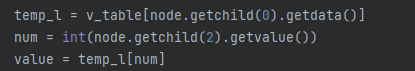 temp_l = v_table[node.getchild(0).getdata()]
num = int(node.getchild(2).getvalue())
value = temp_l[num]